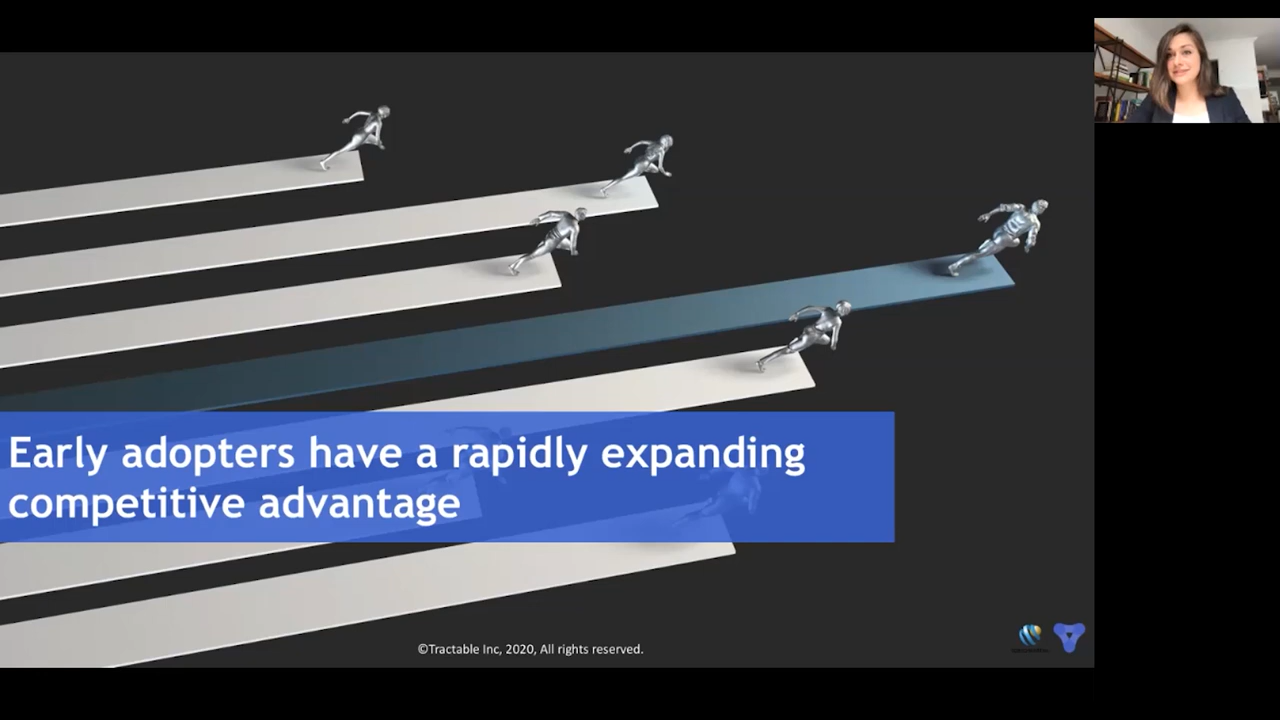 Early adopters have a rapidly expanding
competitive advantage
©Tractable Inc, 2020, All rights reserved.